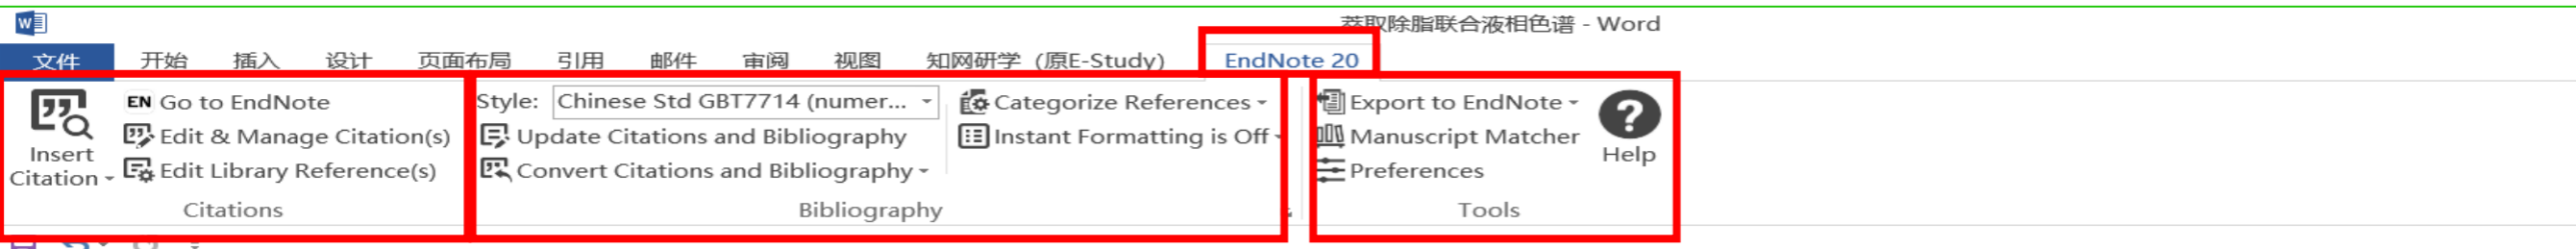 萃取除脂联合液相色谱 - Word
文件 开始 插入 设计 页面布局 引用 邮件 审阅 视图 知网研学 (原E-Study) EndNote 20
Insert Citation
EN Go to EndNote
Edit & Manage Citation(s)
Edit Library Reference(s)
Citations
Style: Chinese Std GBT7714 (numer...
Update Citations and Bibliography
Convert Citations and Bibliography
Categorize References
Instant Formatting is Off
Bibliography
Export to EndNote
Manuscript Matcher
Preferences
Help
Tools